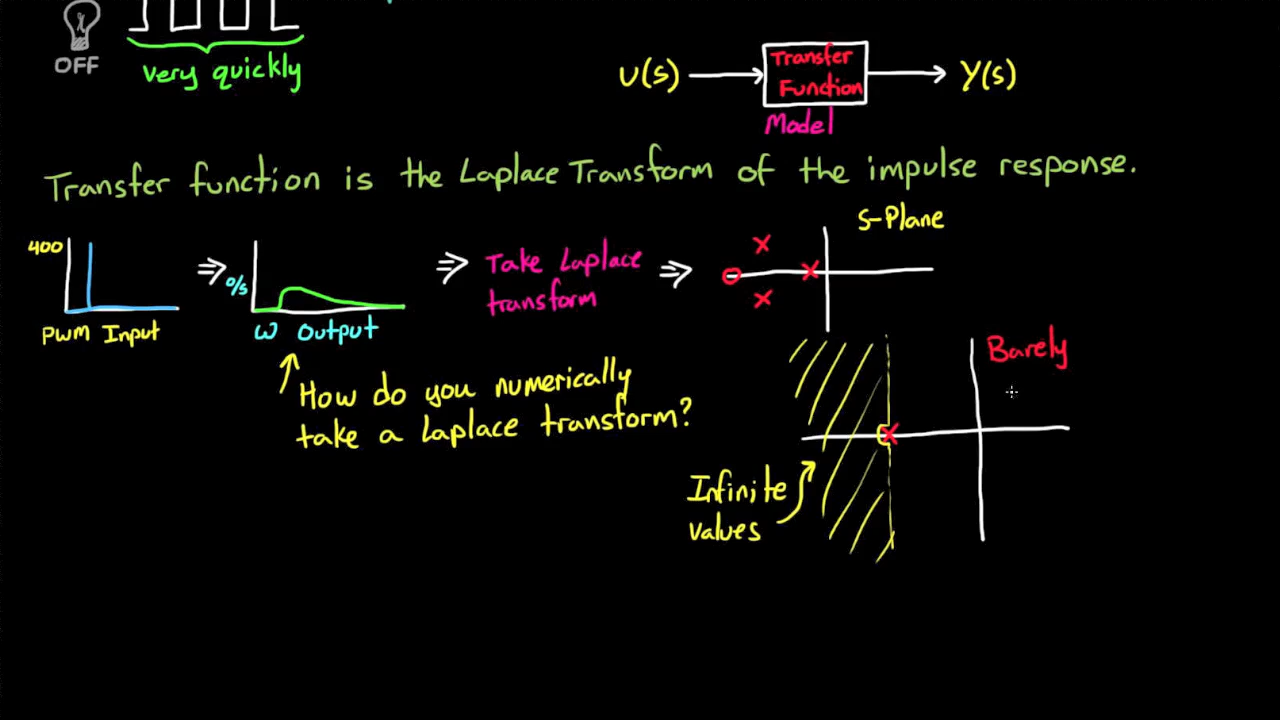 OFF
very quickly
U(s)
Transfer
Function
Y(s)
Model
Transfer function is the Laplace Transform of the impulse response.
S-Plane
400
PWM Input
°/s
ω Output
Take Laplace
transform
How do you numerically
take a laplace transform?
Barely
Infinite
values